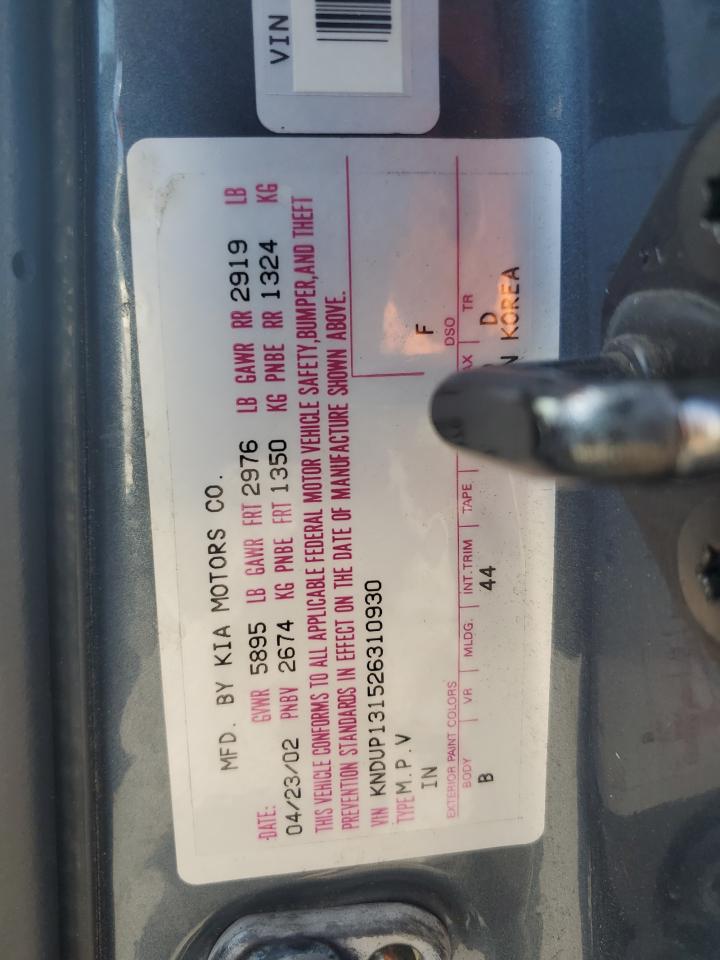 VIN
MFD. BY KIA MOTORS CO.
DATE: GVWR 5895 LB GAWR FRT 2976 LB GAWR RR 2919 LB
04/23/02 PNBV 2674 KG PNBE FRT 1350 KG PNBE RR 1324 KG
THIS VEHICLE CONFORMS TO ALL APPLICABLE FEDERAL MOTOR VEHICLE SAFETY,BUMPER,AND THEFT
PREVENTION STANDARDS IN EFFECT ON THE DATE OF MANUFACTURE SHOWN ABOVE.
VIN KNDUP131526310930
TYPE M.P.V
IN F
EXTERIOR PAINT COLORS DSO
BODY VR MLDG. INT.TRIM TAPE TR
B 44 D
KOREA